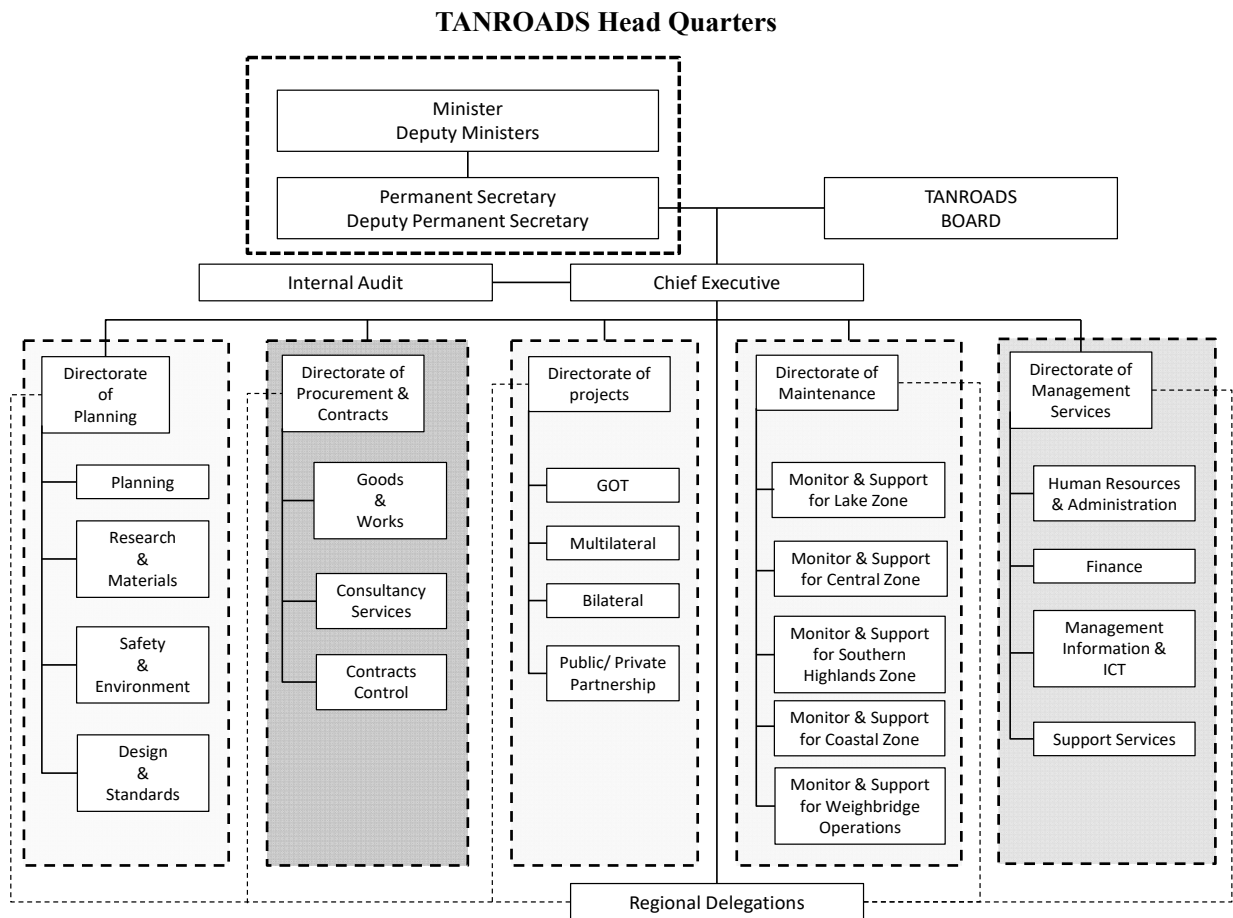 TANROADS Head Quarters
Minister
Deputy Ministers
Permanent Secretary
Deputy Permanent Secretary
TANROADS
BOARD
Internal Audit
Chief Executive
Directorate
of
Planning
Planning
Research
&
Materials
Safety
&
Environment
Design
&
Standards
Directorate of
Procurement &
Contracts
Goods
&
Works
Consultancy
Services
Contracts
Control
Directorate of
projects
GOT
Multilateral
Bilateral
Public/ Private
Partnership
Directorate of
Maintenance
Monitor & Support
for Lake Zone
Monitor & Support
for Central Zone
Monitor & Support
for Southern
Highlands Zone
Monitor & Support
for Coastal Zone
Monitor & Support
for Weighbridge
Operations
Directorate of
Management
Services
Human Resources
& Administration
Finance
Management
Information &
ICT
Support Services
Regional Delegations